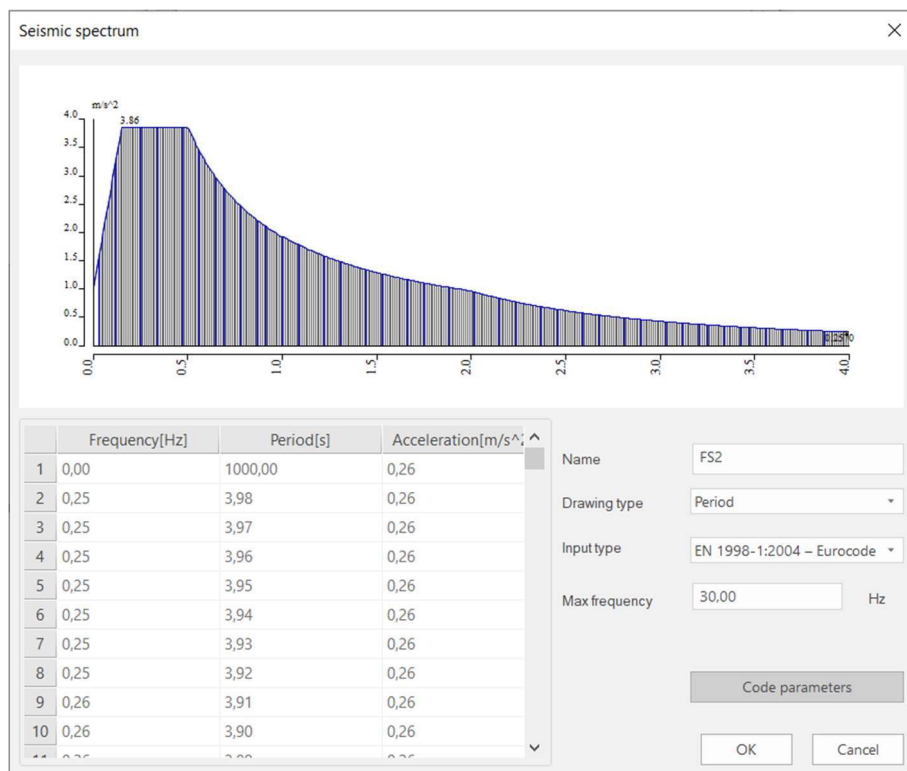 Seismic spectrum
m/s^2
3.86
4.0
3.5
3.0
2.5
2.0
1.5
1.0
0.5
0.0
0.0 0.5 1.0 1.5 2.0 2.5 3.0 3.5 4.0
Frequency[Hz] Period[s] Acceleration[m/s^2
1 0,00 1000,00 0,26
2 0,25 3,98 0,26
3 0,25 3,97 0,26
4 0,25 3,96 0,26
5 0,25 3,95 0,26
6 0,25 3,94 0,26
7 0,25 3,93 0,26
8 0,25 3,92 0,26
9 0,26 3,91 0,26
10 0,26 3,90 0,26
Name FS2
Drawing type Period
Input type EN 1998-1:2004 – Eurocode
Max frequency 30,00 Hz
Code parameters
OK Cancel